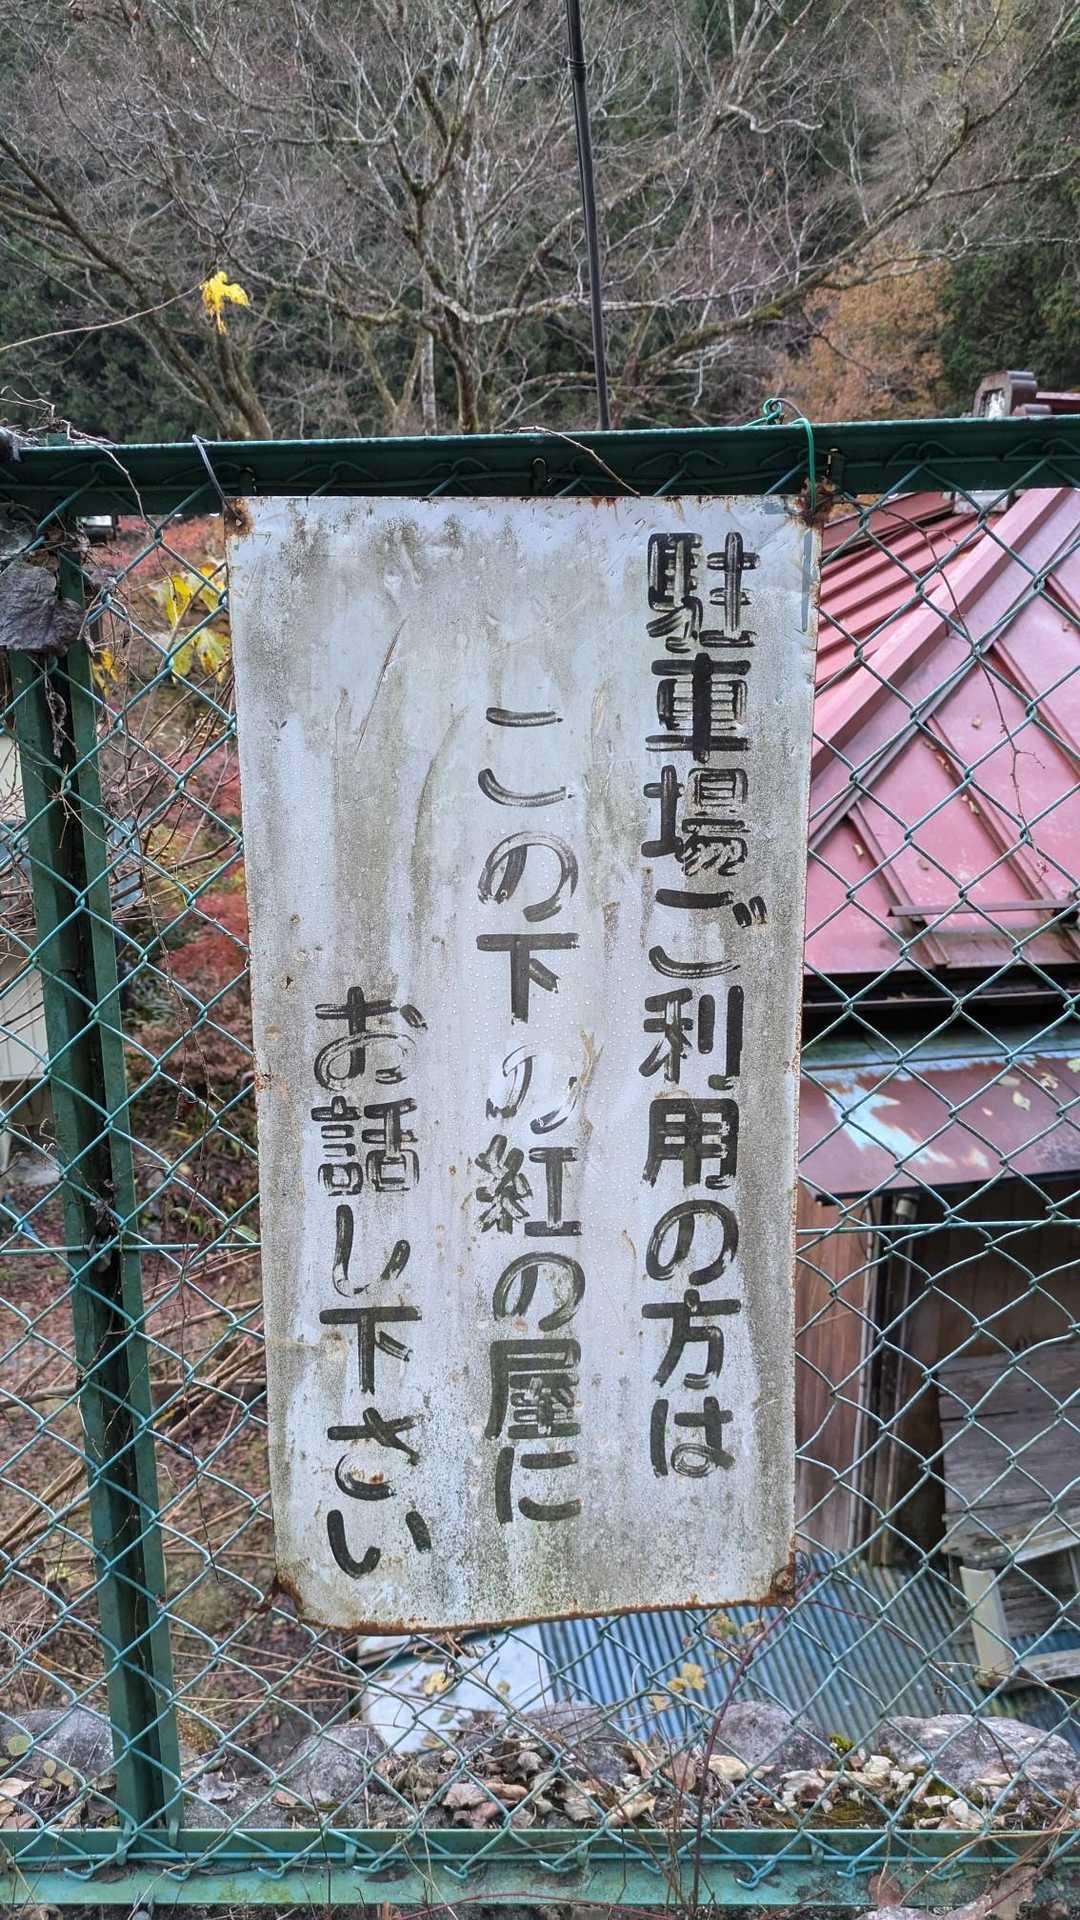 駐車場ご利用の方は
この下の紅の屋に
お話し下さい